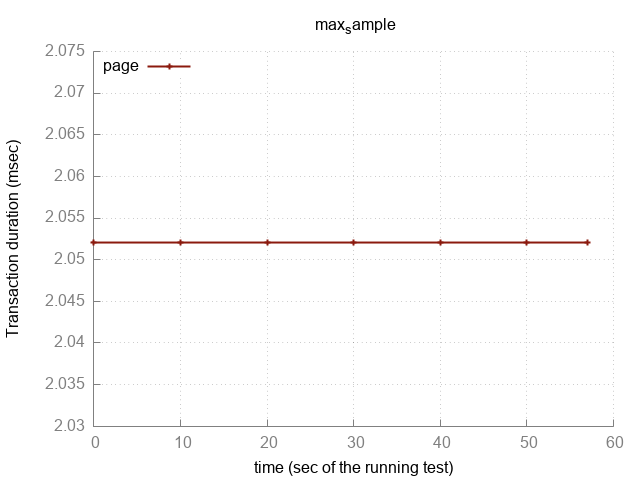 max_sample
2.075
page
2.07
2.065
2.06
2.055
2.05
2.045
2.04
2.035
2.03
0 10 20 30 40 50 60
Transaction duration (msec)
time (sec of the running test)